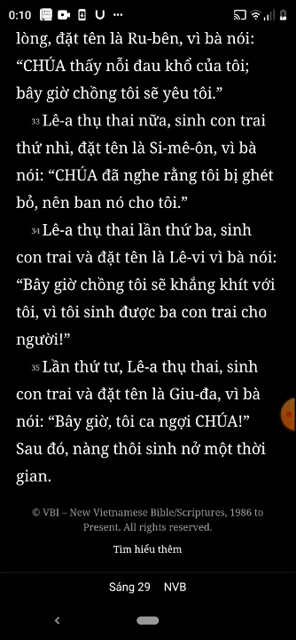 0:10
lòng, đặt tên là Ru-bên, vì bà nói:
“CHÚA thấy nỗi đau khổ của tôi;
bây giờ chồng tôi sẽ yêu tôi.”
33 Lê-a thụ thai nữa, sinh con trai
thứ nhì, đặt tên là Si-mê-ôn, vì bà
nói: “CHÚA đã nghe rằng tôi bị ghét
bỏ, nên ban nó cho tôi.”
34 Lê-a thụ thai lần thứ ba, sinh
con trai và đặt tên là Lê-vi vì bà nói:
“Bây giờ chồng tôi sẽ khắng khít với
tôi, vì tôi sinh được ba con trai cho
người!”
35 Lần thứ tư, Lê-a thụ thai, sinh
con trai và đặt tên là Giu-đa, vì bà
nói: “Bây giờ, tôi ca ngợi CHÚA!”
Sau đó, nàng thôi sinh nở một thời
gian.
© VBI – New Vietnamese Bible/Scriptures, 1986 to
Present. All rights reserved.
Tìm hiểu thêm
Sáng 29 NVB